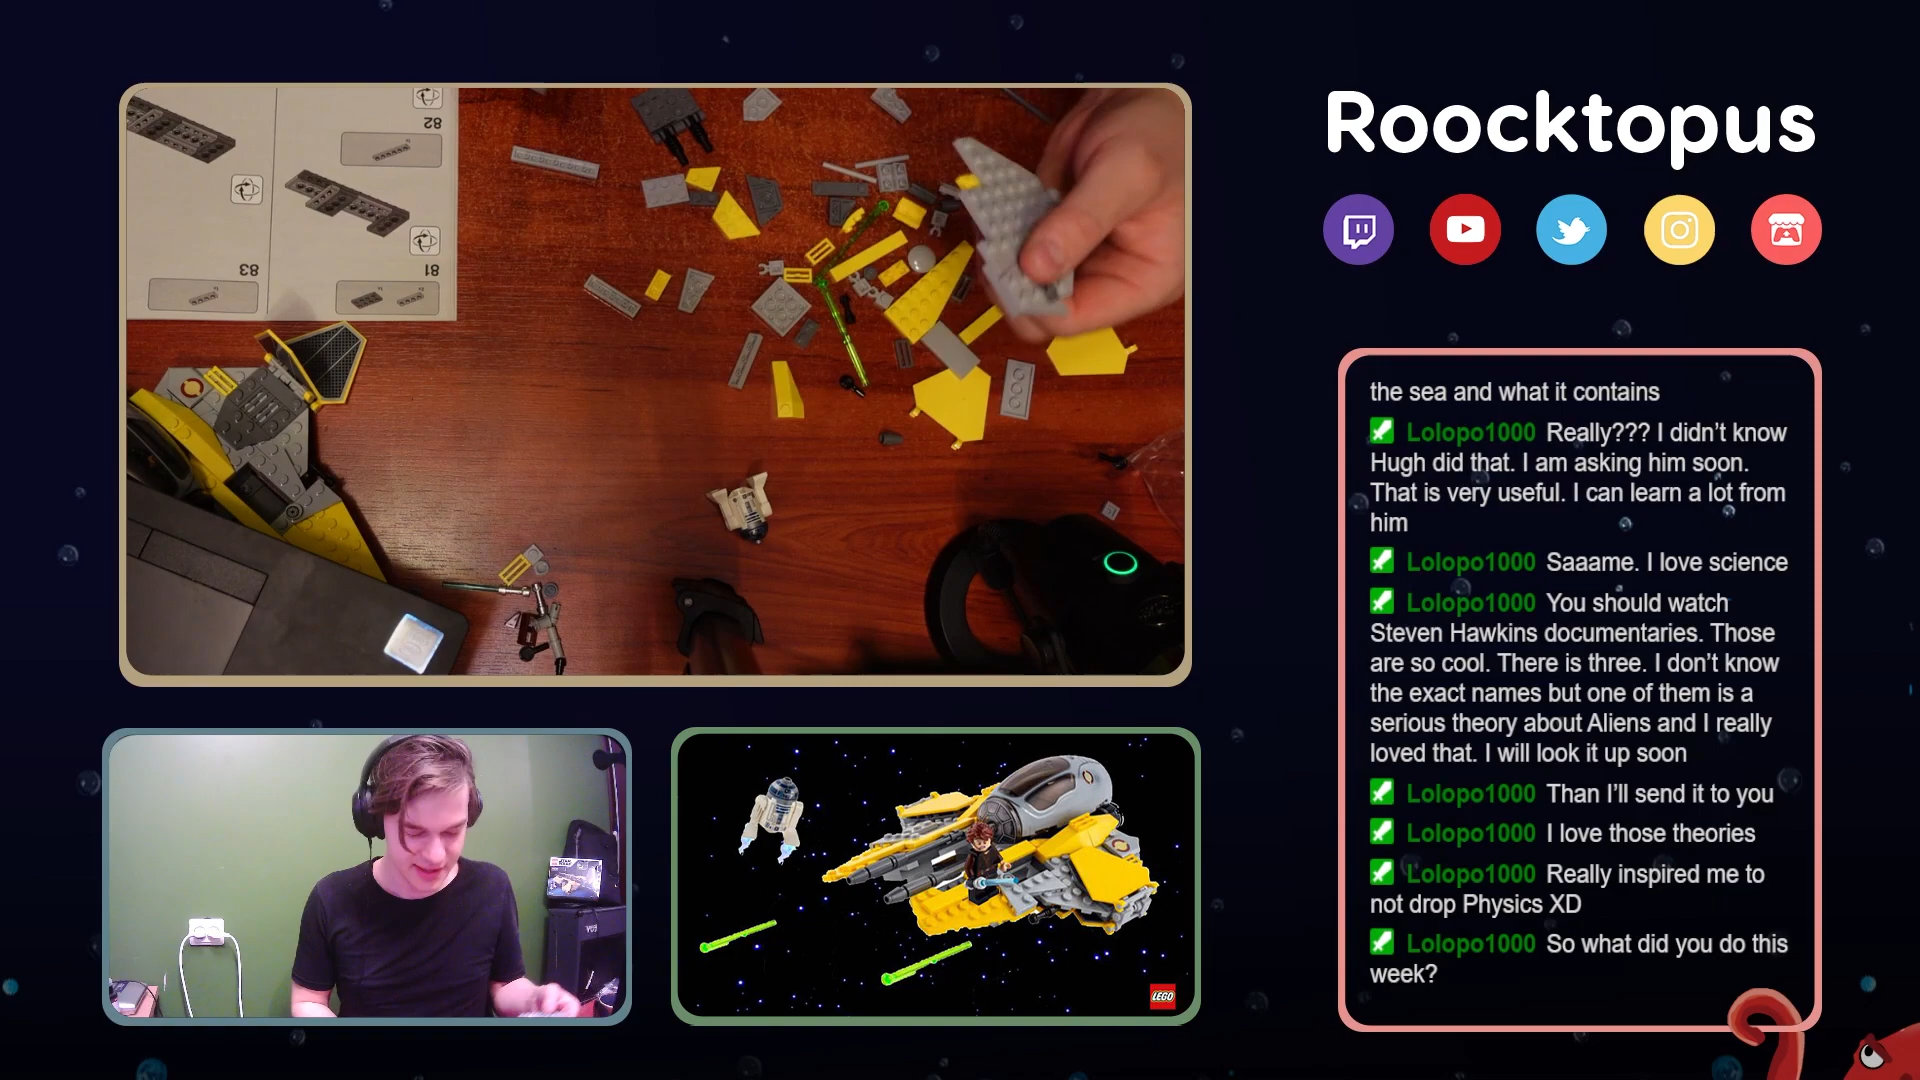 Roocktopus
82
83
81
the sea and what it contains
Lolopo1000 Really??? I didn't know
Hugh did that. I am asking him soon.
That is very useful. I can learn a lot from
him
Lolopo1000 Saaame. I love science
Lolopo1000 You should watch
Steven Hawkins documentaries. Those
are so cool. There is three. I don't know
the exact names but one of them is a
serious theory about Aliens and I really
loved that. I will look it up soon
Lolopo1000 Than I'll send it to you
Lolopo1000 I love those theories
Lolopo1000 Really inspired me to
not drop Physics XD
Lolopo1000 So what did you do this
week?
LEGO